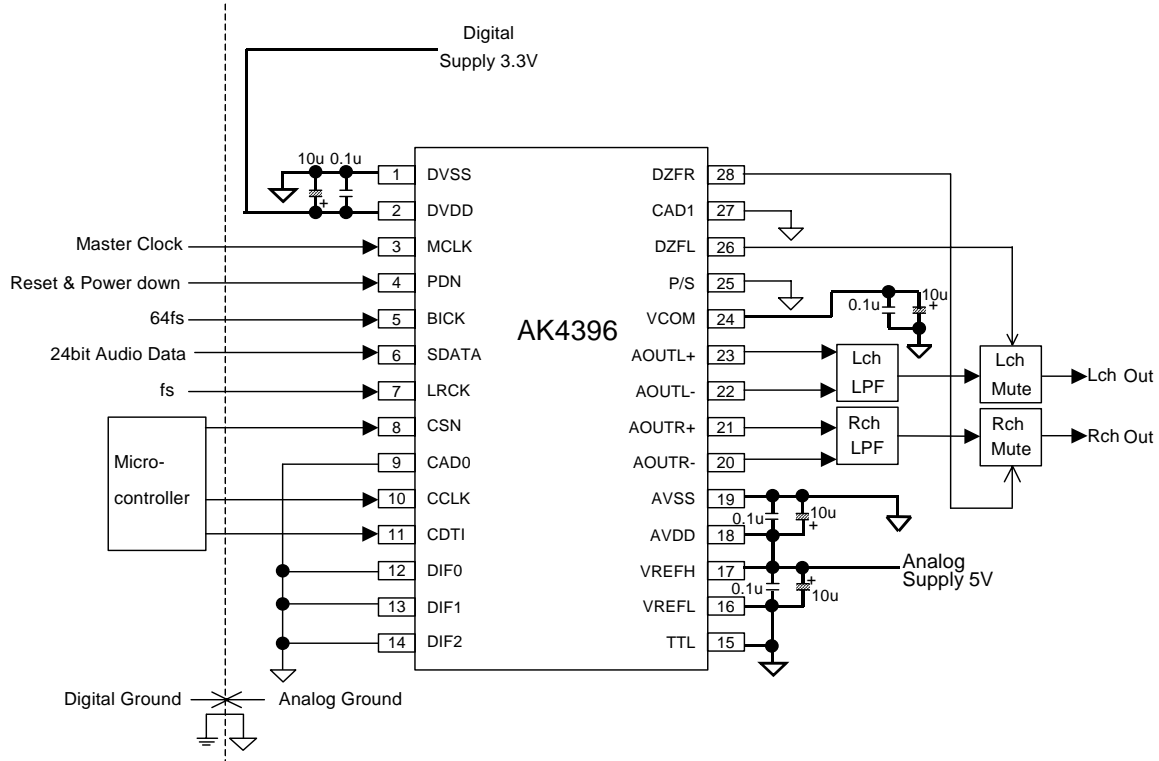 Digital
Supply 3.3V
10u 0.1u
1 DVSS
2 DVDD
+
Master Clock 3 MCLK
Reset & Power down 4 PDN
64fs 5 BICK
24bit Audio Data 6 SDATA
fs 7 LRCK
8 CSN
Micro-
controller
9 CAD0
10 CCLK
11 CDTI
12 DIF0
13 DIF1
14 DIF2
AK4396
DZFR 28
CAD1 27
DZFL 26
P/S 25
VCOM 24
0.1u 10u
+
AOUTL+ 23
AOUTL- 22
AOUTR+ 21
AOUTR- 20
Lch
LPF
Lch
Mute
Lch Out
Rch
LPF
Rch
Mute
Rch Out
AVSS 19
0.1u 10u
+
AVDD 18
VREFH 17
Analog
Supply 5V
+
0.1u 10u
VREFL 16
TTL 15
Digital Ground Analog Ground